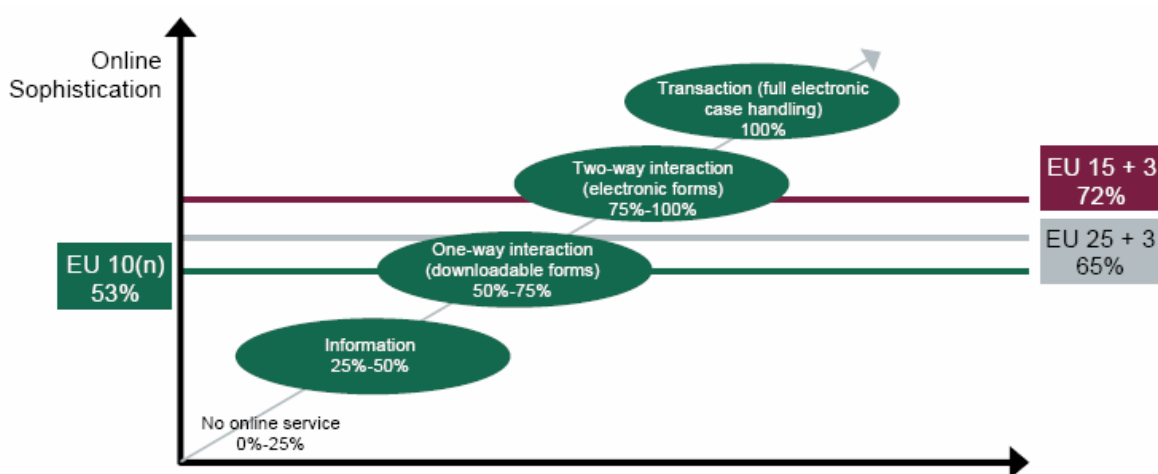 Online
Sophistication
Transaction (full electronic
case handling)
100%
Two-way interaction
(electronic forms)
75%-100%
EU 15 + 3
72%
One-way interaction
(downloadable forms)
50%-75%
EU 25 + 3
65%
EU 10(n)
53%
Information
25%-50%
No online service
0%-25%